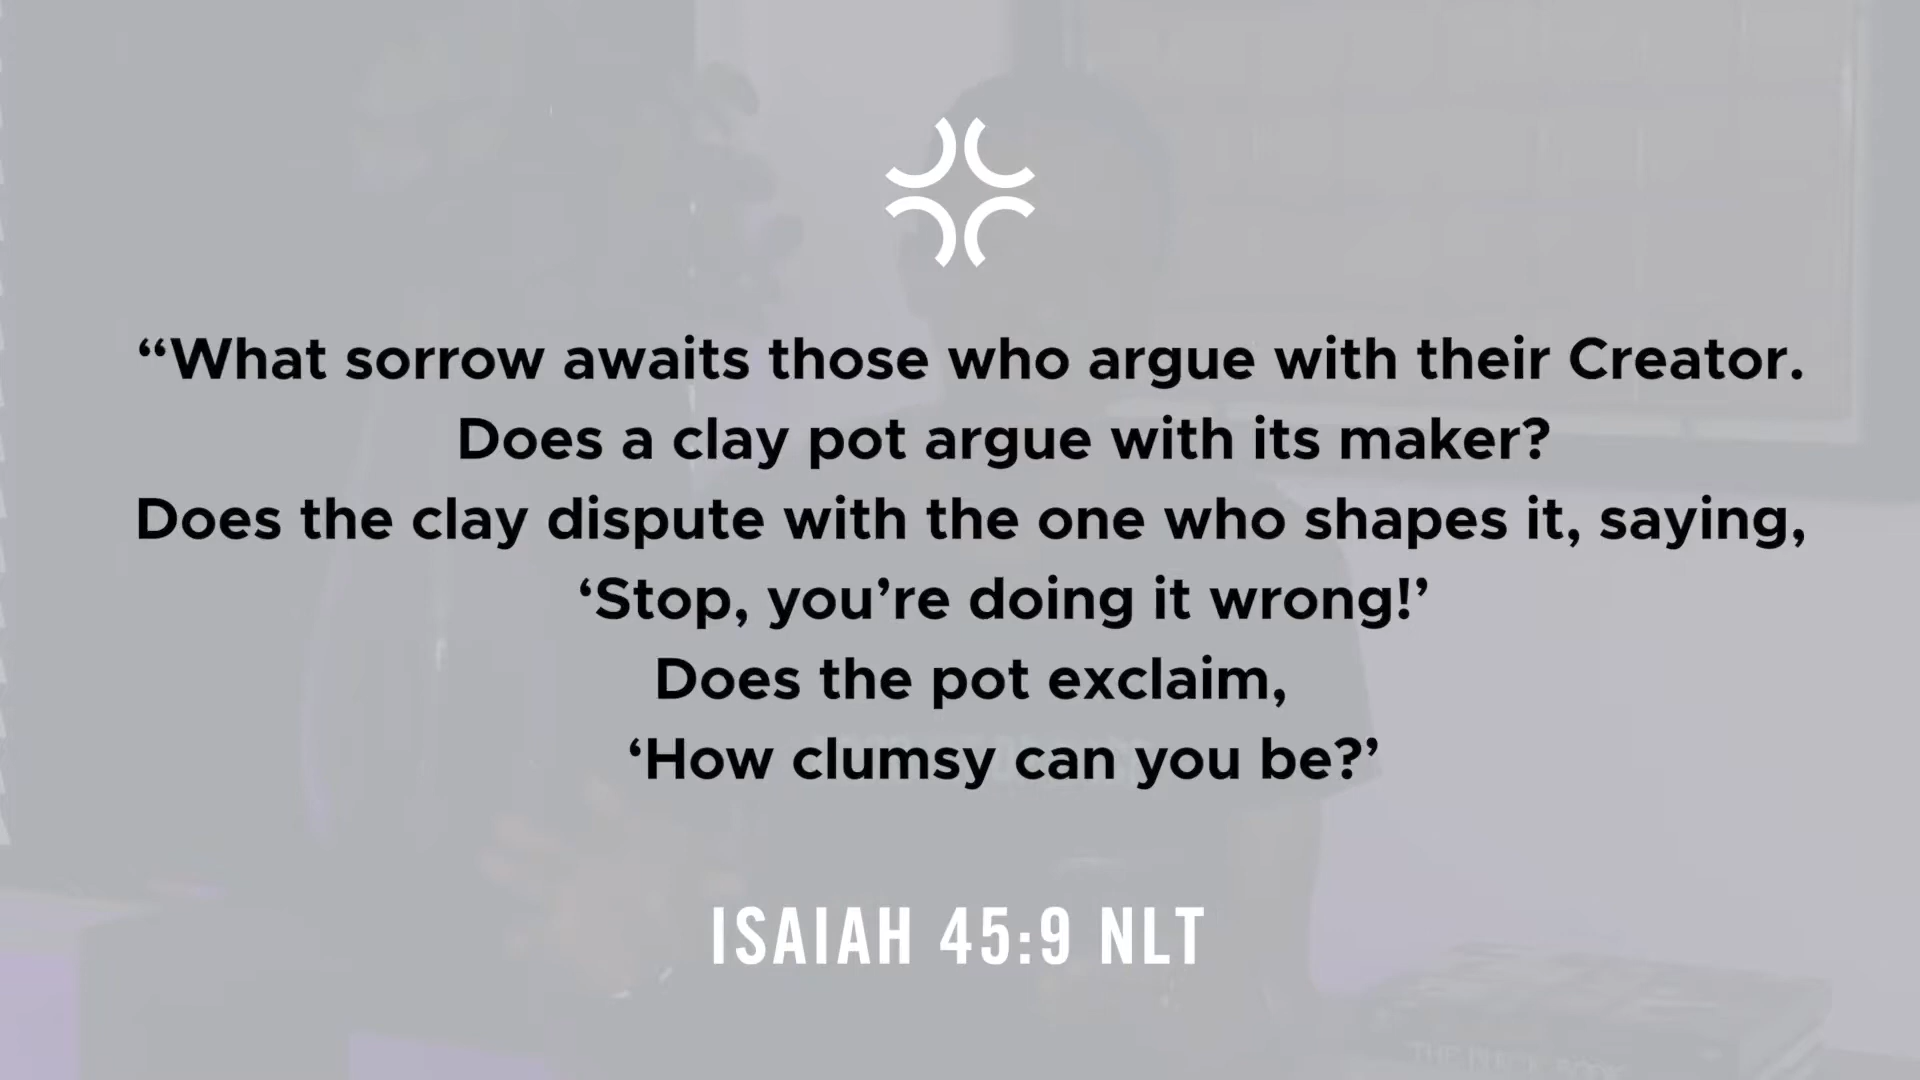 “What sorrow awaits those who argue with their Creator.
Does a clay pot argue with its maker?
Does the clay dispute with the one who shapes it, saying,
‘Stop, you’re doing it wrong!’
Does the pot exclaim,
‘How clumsy can you be?’
ISAIAH 45:9 NLT